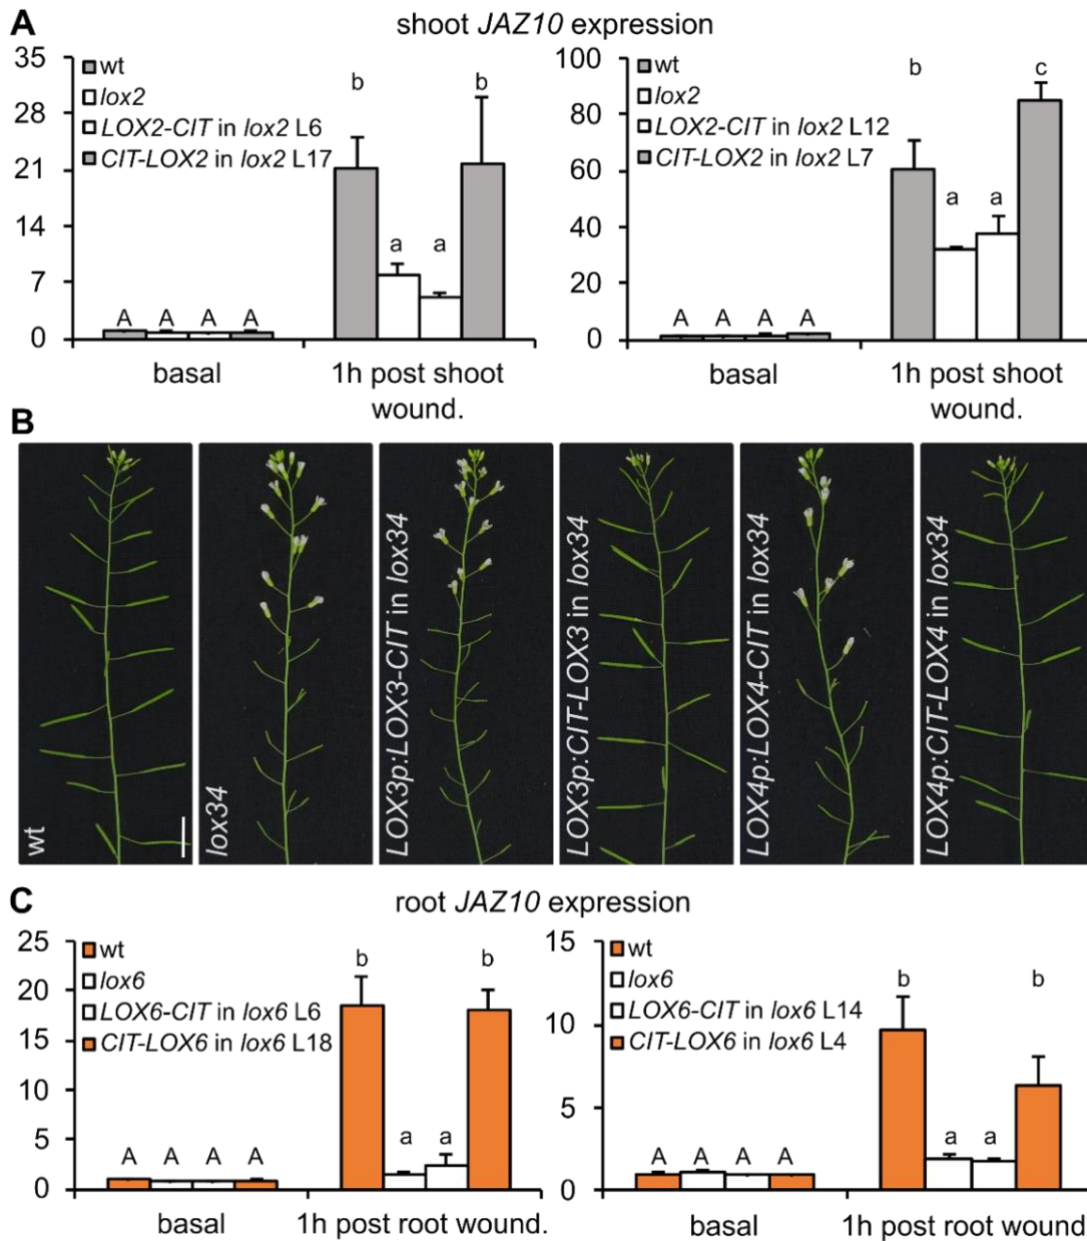 A
shoot JAZ10 expression
35
28
21
14
7
0
wt
lox2
LOX2-CIT in lox2 L6
CIT-LOX2 in lox2 L17
A A A A
b a a b
basal
1h post shoot
wound.
100
80
60
40
20
0
wt
lox2
LOX2-CIT in lox2 L12
CIT-LOX2 in lox2 L7
A A A A
b a a c
basal
1h post shoot
wound.
B
wt
lox34
LOX3p:LOX3-CIT in lox34
LOX3p:CIT-LOX3 in lox34
LOX4p:LOX4-CIT in lox34
LOX4p:CIT-LOX4 in lox34
C
root JAZ10 expression
25
20
15
10
5
0
wt
lox6
LOX6-CIT in lox6 L6
CIT-LOX6 in lox6 L18
A A A A
b a a b
basal
1h post root wound.
15
10
5
0
wt
lox6
LOX6-CIT in lox6 L14
CIT-LOX6 in lox6 L4
A A A A
b a a b
basal
1h post root wound